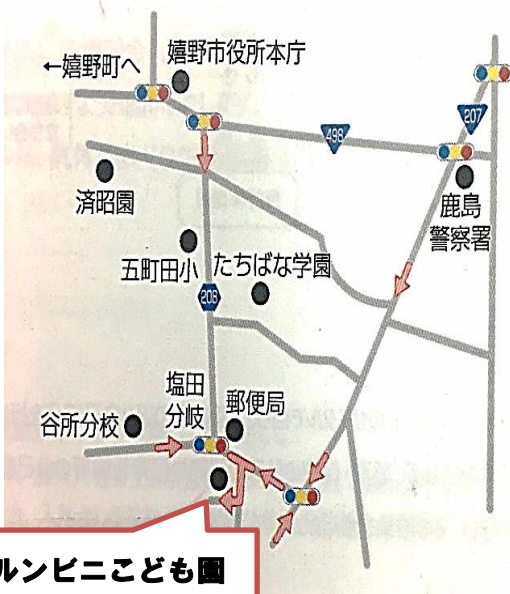 ←嬉野町へ
嬉野市役所本庁
498
207
済昭園
鹿島
警察署
五町田小
たちばな学園
208
塩田
分岐
郵便局
谷所分校
ルンビニこども園